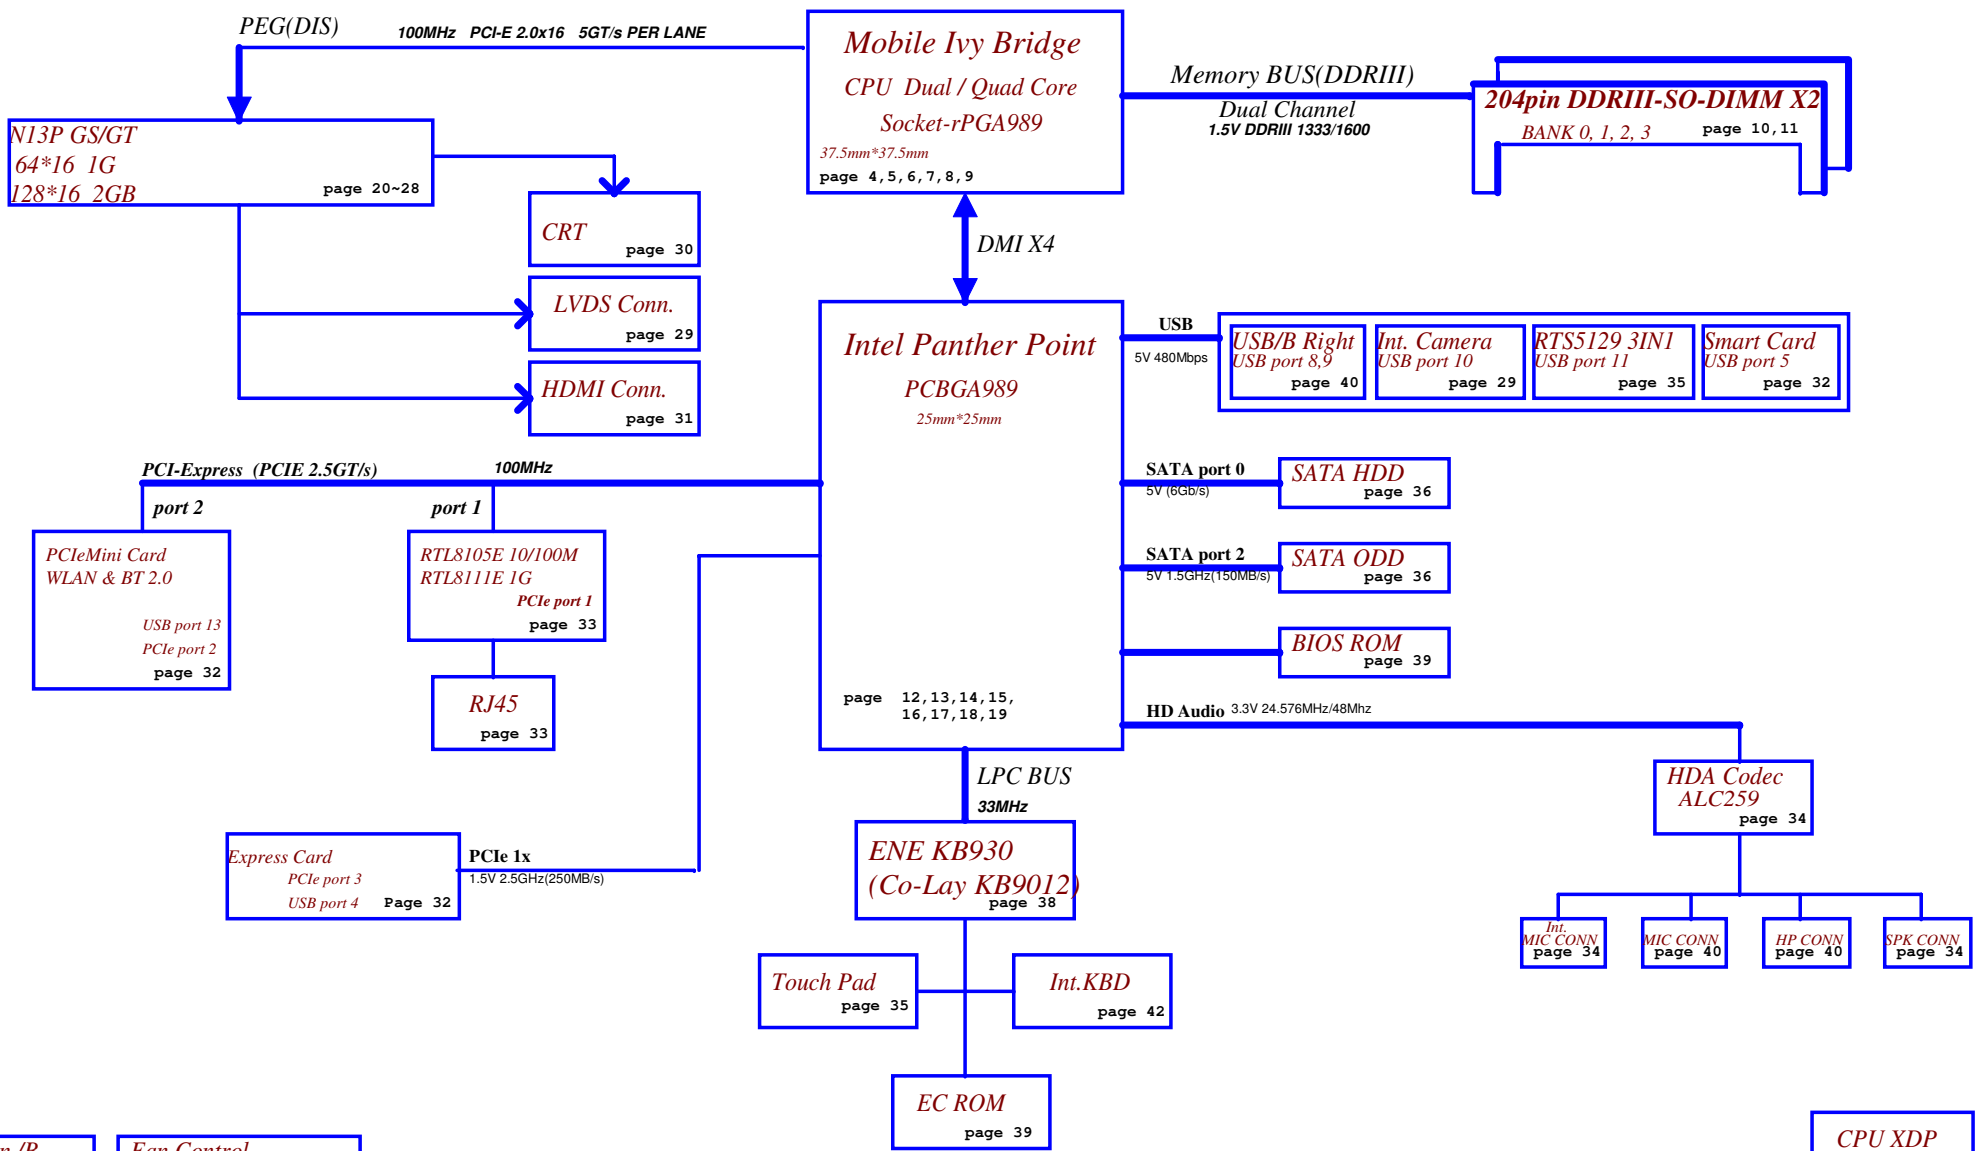 PEG(DIS)
100MHz PCI-E 2.0x16 5GT/s PER LANE
Mobile Ivy Bridge
CPU Dual / Quad Core
Socket-rPGA989
37.5mm*37.5mm
page 4,5,6,7,8,9
Memory BUS(DDRIII)
Dual Channel
1.5V DDRIII 1333/1600
204pin DDRIII-SO-DIMM X2
BANK 0, 1, 2, 3 page 10,11
N13P GS/GT
64*16 1G
128*16 2GB page 20~28
CRT
page 30
LVDS Conn.
page 29
HDMI Conn.
page 31
DMI X4
Intel Panther Point
PCBGA989
25mm*25mm
page 12,13,14,15,
16,17,18,19
USB
5V 480Mbps
USB/B Right
USB port 8,9
page 40
Int. Camera
USB port 10
page 29
RTS5129 3IN1
USB port 11
page 35
Smart Card
USB port 5
page 32
PCI-Express (PCIE 2.5GT/s) 100MHz
port 2
port 1
PCIeMini Card
WLAN & BT 2.0
USB port 13
PCIe port 2
page 32
RTL8105E 10/100M
RTL8111E 1G
PCIe port 1
page 33
RJ45
page 33
SATA port 0
5V (6Gb/s)
SATA HDD
page 36
SATA port 2
5V 1.5GHz(150MB/s)
SATA ODD
page 36
BIOS ROM
page 39
HD Audio 3.3V 24.576MHz/48Mhz
HDA Codec
ALC259
page 34
Int.
MIC CONN
page 34
MIC CONN
page 40
HP CONN
page 40
SPK CONN
page 34
LPC BUS
33MHz
ENE KB930
(Co-Lay KB9012)
page 38
Express Card
PCIe port 3
USB port 4 Page 32
PCIe 1x
1.5V 2.5GHz(250MB/s)
Touch Pad
page 35
Int.KBD
page 42
EC ROM
page 39
Fan Control
CPU XDP